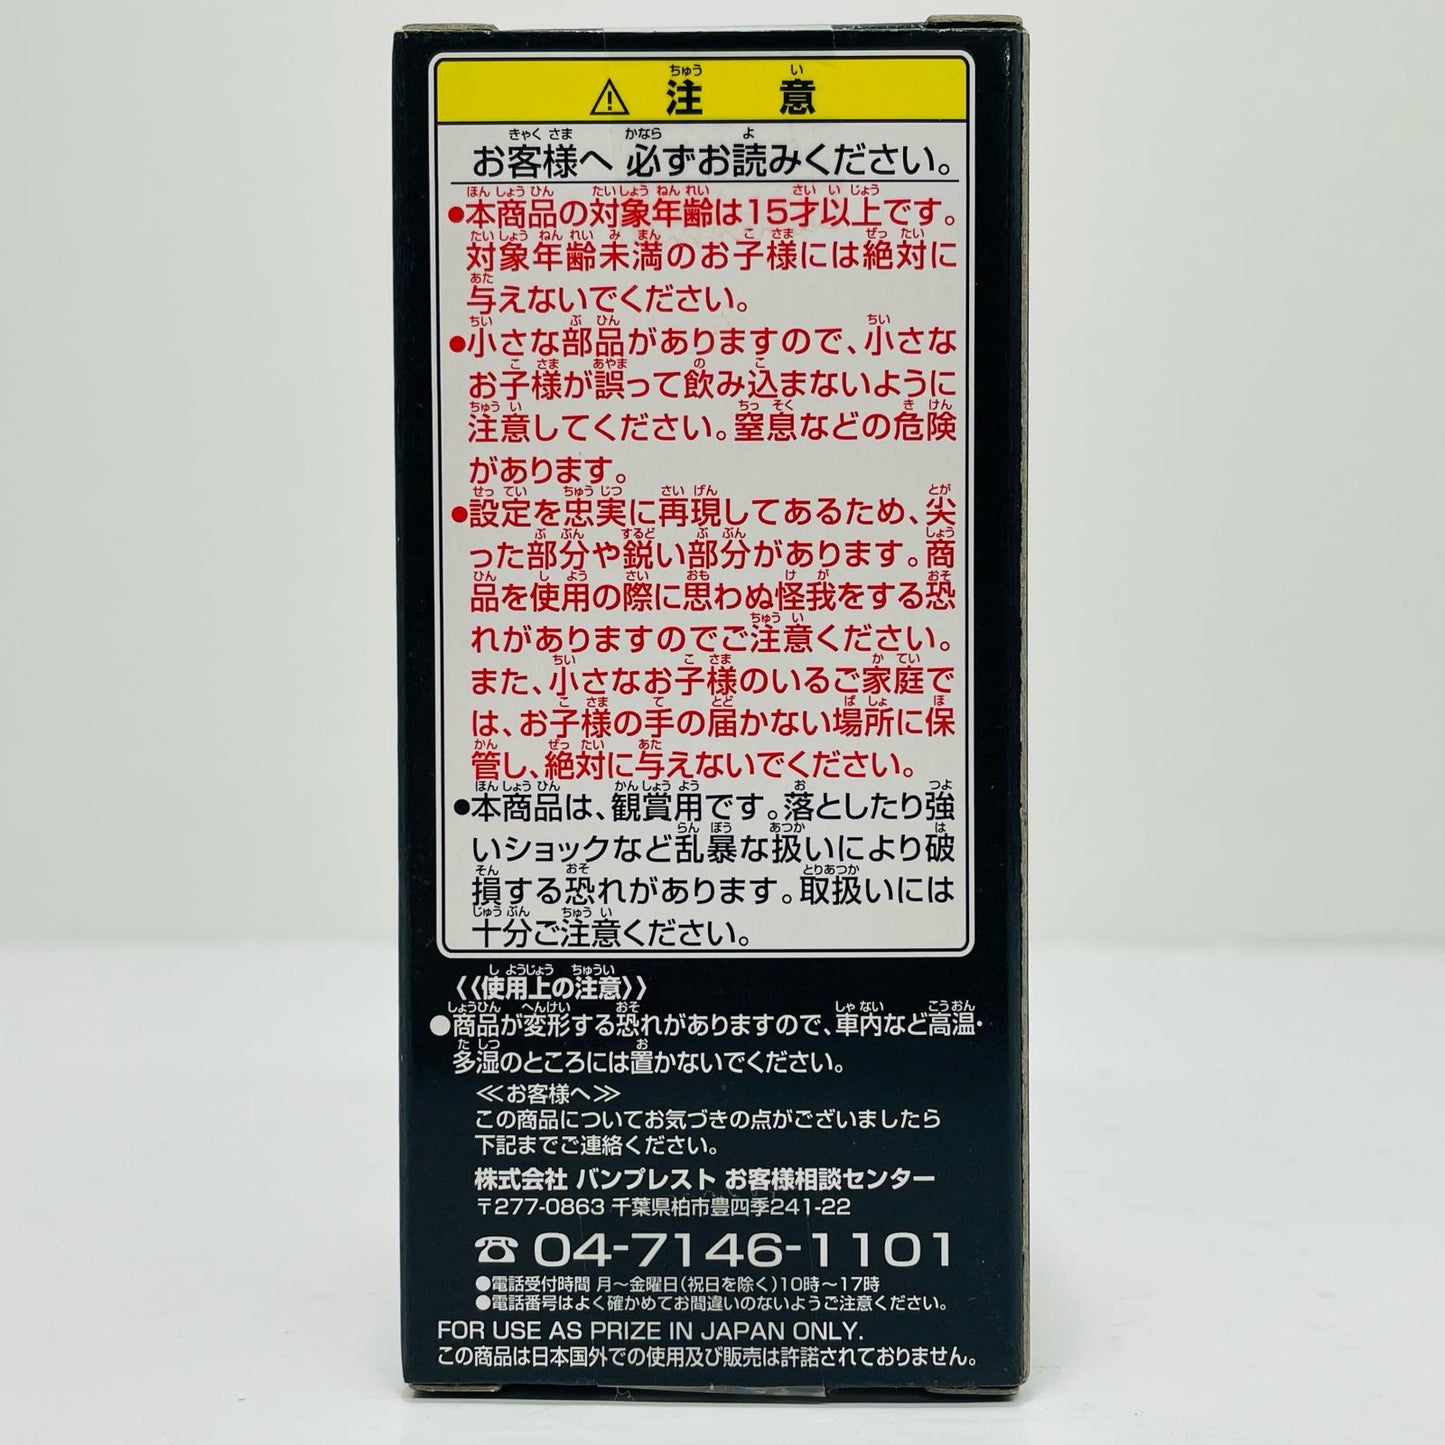 ⚠ 注意
お客様へ 必ずお読みください。
●本商品の対象年齢は15才以上です。
対象年齢未満のお子様には絶対に
与えないでください。
●小さな部品がありますので、小さな
お子様が誤って飲み込まないように
注意してください。窒息などの危険
があります。
●設定を忠実に再現してあるため、尖
った部分や鋭い部分があります。商
品を使用の際に思わぬ怪我をする恐
れがありますのでご注意ください。
また、小さなお子様のいるご家庭で
は、お子様の手の届かない場所に保
管し、絶対に与えないでください。
●本商品は、観賞用です。落としたり強
いショックなど乱暴な扱いにより破
損する恐れがあります。取扱いには
十分ご注意ください。
《使用上の注意》
●商品が変形する恐れがありますので、車内など高温・
多湿のところには置かないでください。
≪お客様へ≫
この商品についてお気づきの点がございましたら
下記までご連絡ください。
株式会社 バンプレスト お客様相談センター
〒277-0863 千葉県柏市豊四季241-22
☎ 04-7146-1101
●電話受付時間 月〜金曜日(祝日を除く)10時〜17時
●電話番号はよく確かめてお間違いのないようご注意ください。
FOR USE AS PRIZE IN JAPAN ONLY.
この商品は日本国外での使用及び販売は許諾されておりません。